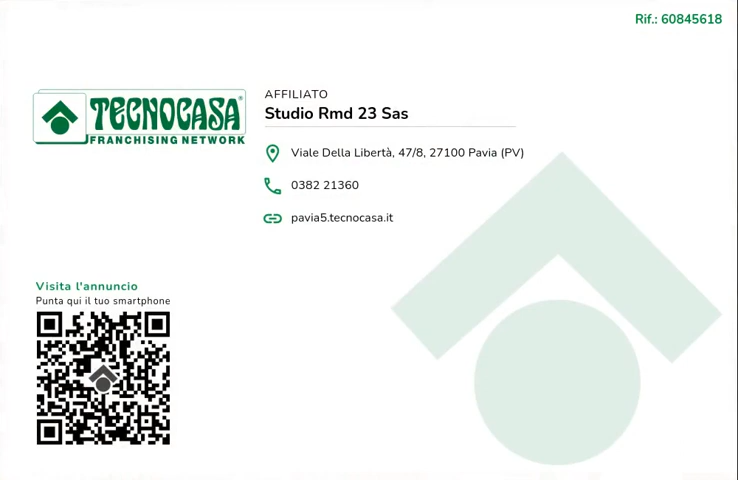 Rif.: 60845618
TECNOCASA®
FRANCHISING NETWORK
AFFILIATO
Studio Rmd 23 Sas
Viale Della Libertà, 47/8, 27100 Pavia (PV)
0382 21360
pavia5.tecnocasa.it
Visita l'annuncio
Punta qui il tuo smartphone